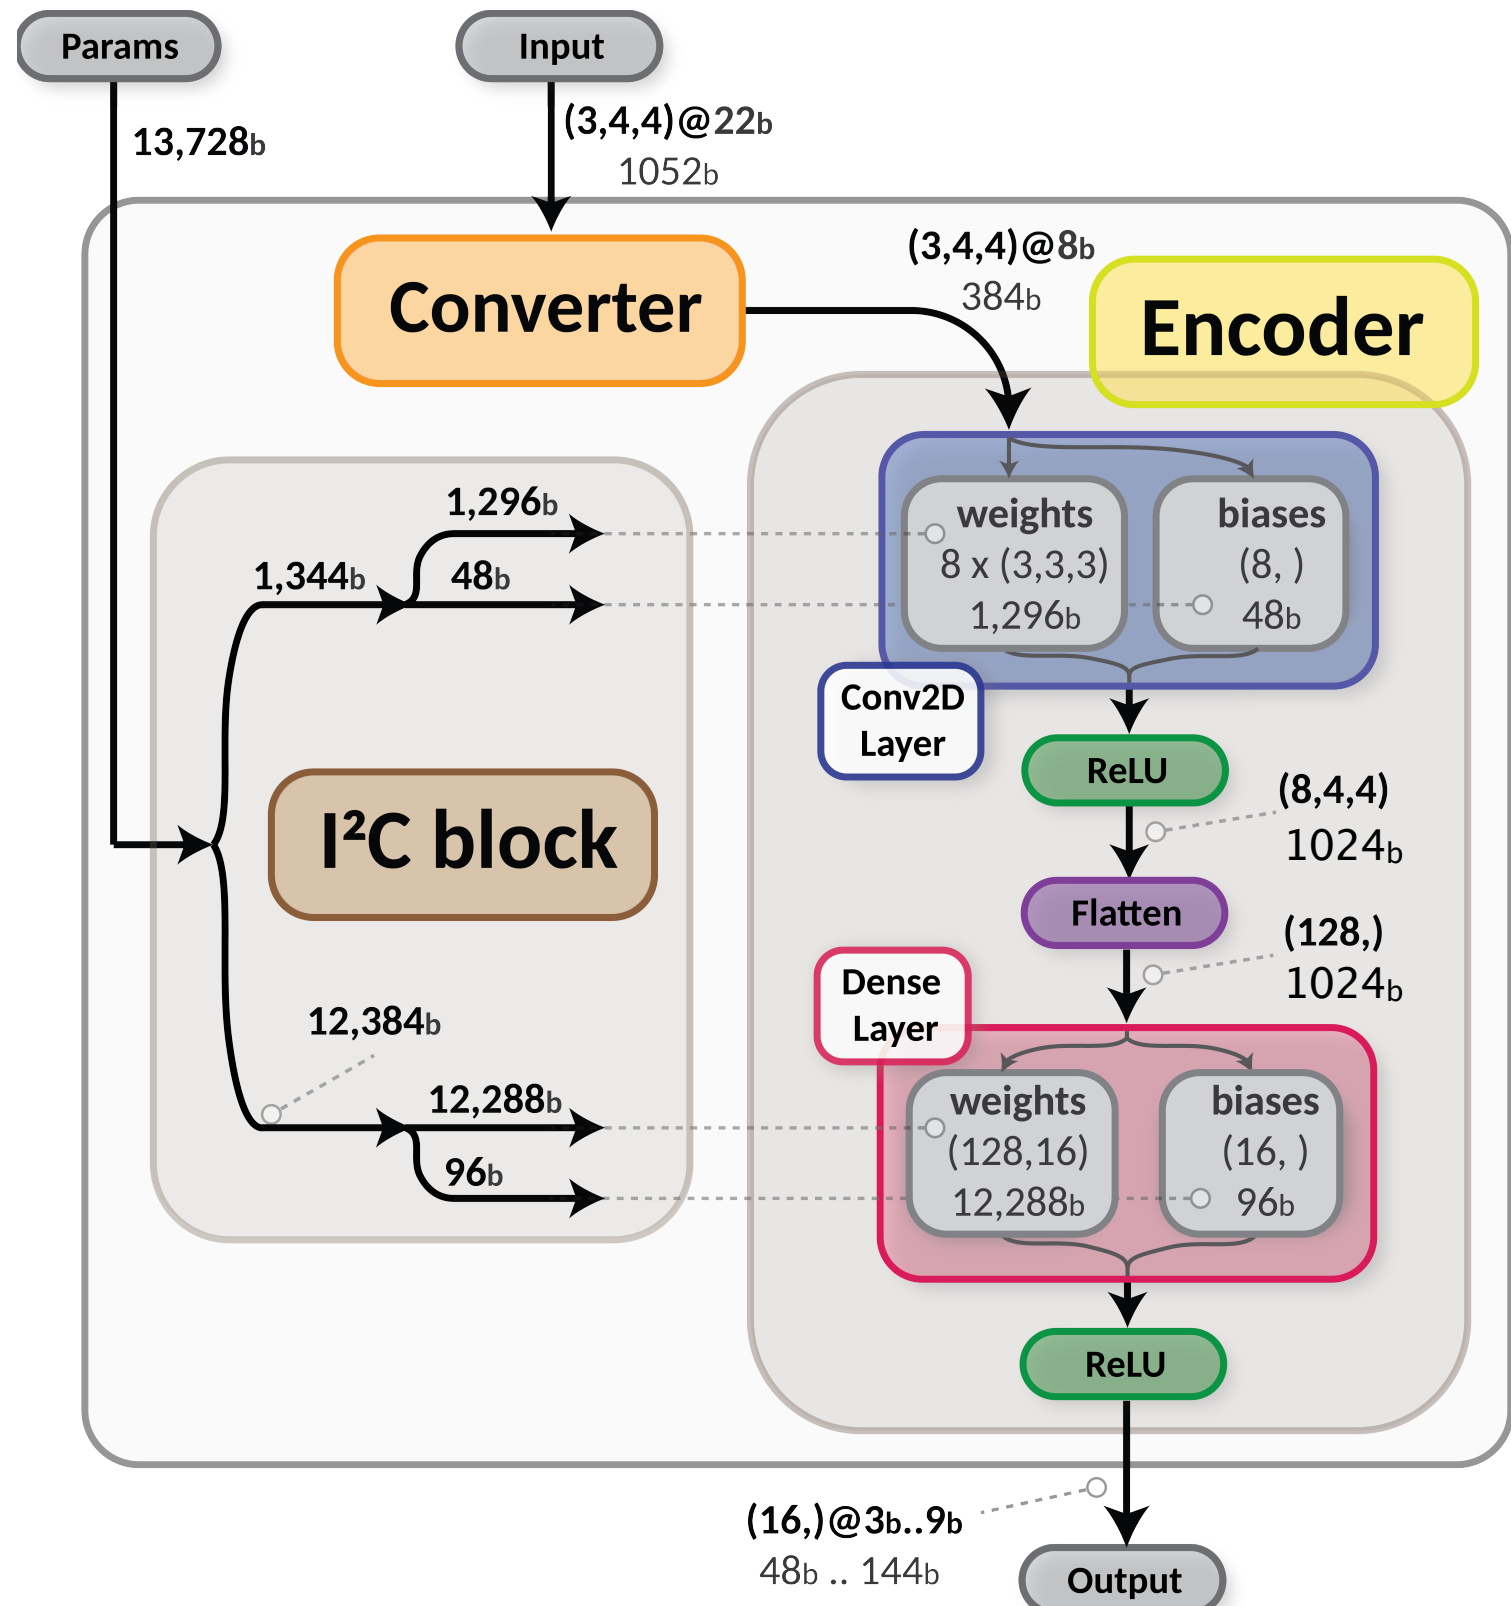 Params
Input
13,728b
(3,4,4)@22b
1052b
Converter
(3,4,4)@8b
384b
Encoder
1,296b
1,344b
48b
weights
8 x (3,3,3)
1,296b
biases
(8, )
48b
Conv2D
Layer
ReLU
(8,4,4)
1024b
I²C block
Flatten
(128,)
1024b
Dense
Layer
12,384b
12,288b
96b
weights
(128,16)
12,288b
biases
(16, )
96b
ReLU
(16,)@3b..9b
48b .. 144b
Output